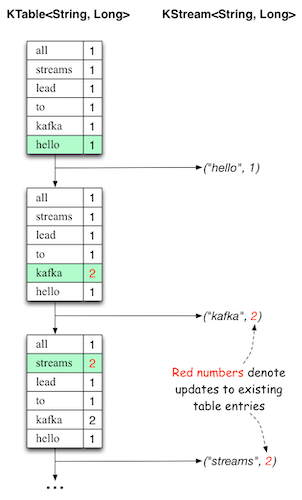 KTable<String, Long> KStream<String, Long>
all 1
streams 1
lead 1
to 1
kafka 1
hello 1
("hello", 1)
all 1
streams 1
lead 1
to 1
kafka 2
hello 1
("kafka", 2)
all 1
streams 2
lead 1
to 1
kafka 2
hello 1
Red numbers denote
updates to existing
table entries
("streams", 2)
...